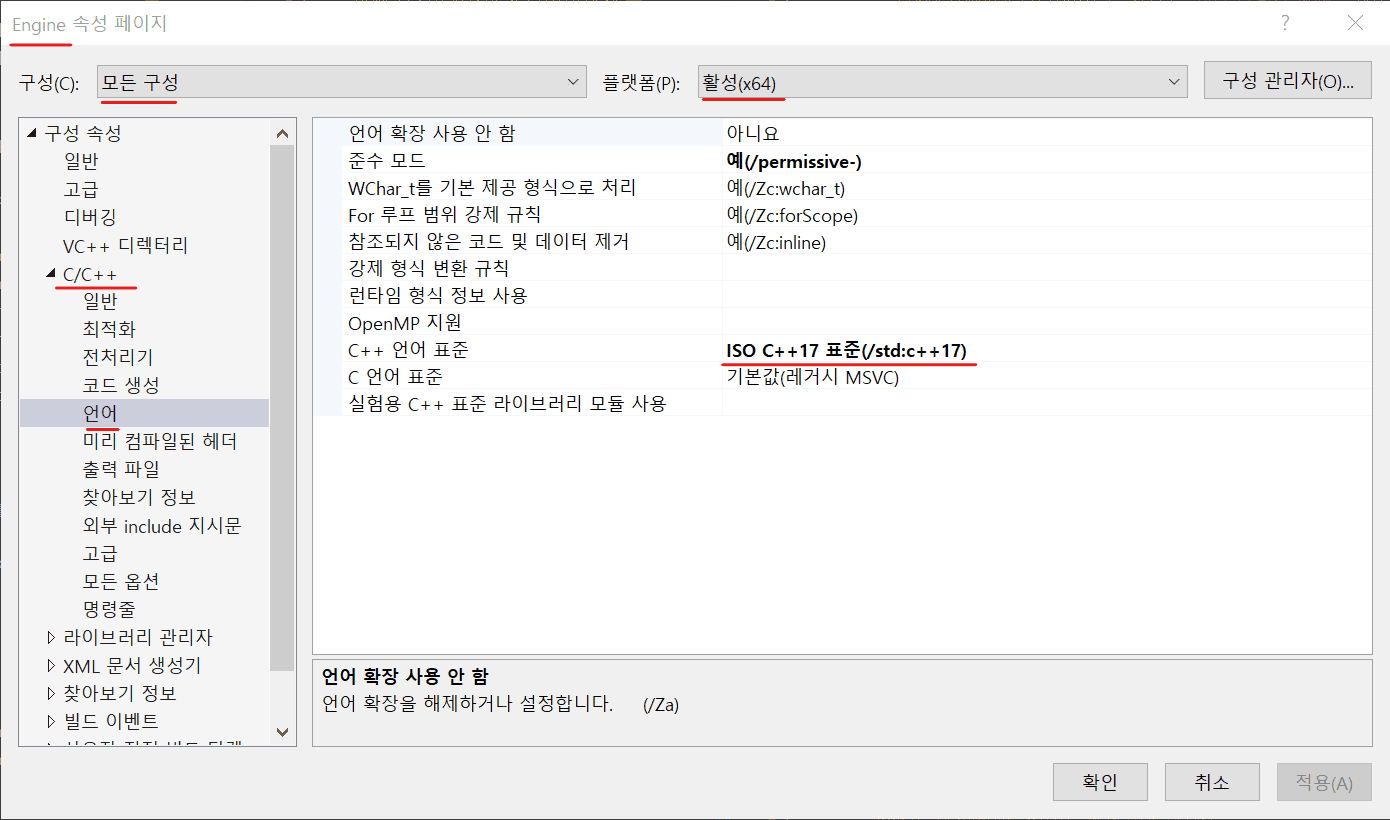 Engine 속성 페이지
구성(C): 모든 구성 플랫폼(P): 활성(x64) 구성 관리자(O)...
구성 속성
일반
고급
디버깅
VC++ 디렉터리
C/C++
일반
최적화
전처리기
코드 생성
언어
미리 컴파일된 헤더
출력 파일
찾아보기 정보
외부 include 지시문
고급
모든 옵션
명령줄
라이브러리 관리자
XML 문서 생성기
찾아보기 정보
빌드 이벤트
언어 확장 사용 안 함 아니요
준수 모드 예(/permissive-)
WChar_t를 기본 제공 형식으로 처리 예(/Zc:wchar_t)
For 루프 범위 강제 규칙 예(/Zc:forScope)
참조되지 않은 코드 및 데이터 제거 예(/Zc:inline)
강제 형식 변환 규칙
런타임 형식 정보 사용
OpenMP 지원
C++ 언어 표준 ISO C++17 표준(/std:c++17)
C 언어 표준 기본값(레거시 MSVC)
실험용 C++ 표준 라이브러리 모듈 사용
언어 확장 사용 안 함
언어 확장을 해제하거나 설정합니다. (/Za)
확인 취소 적용(A)